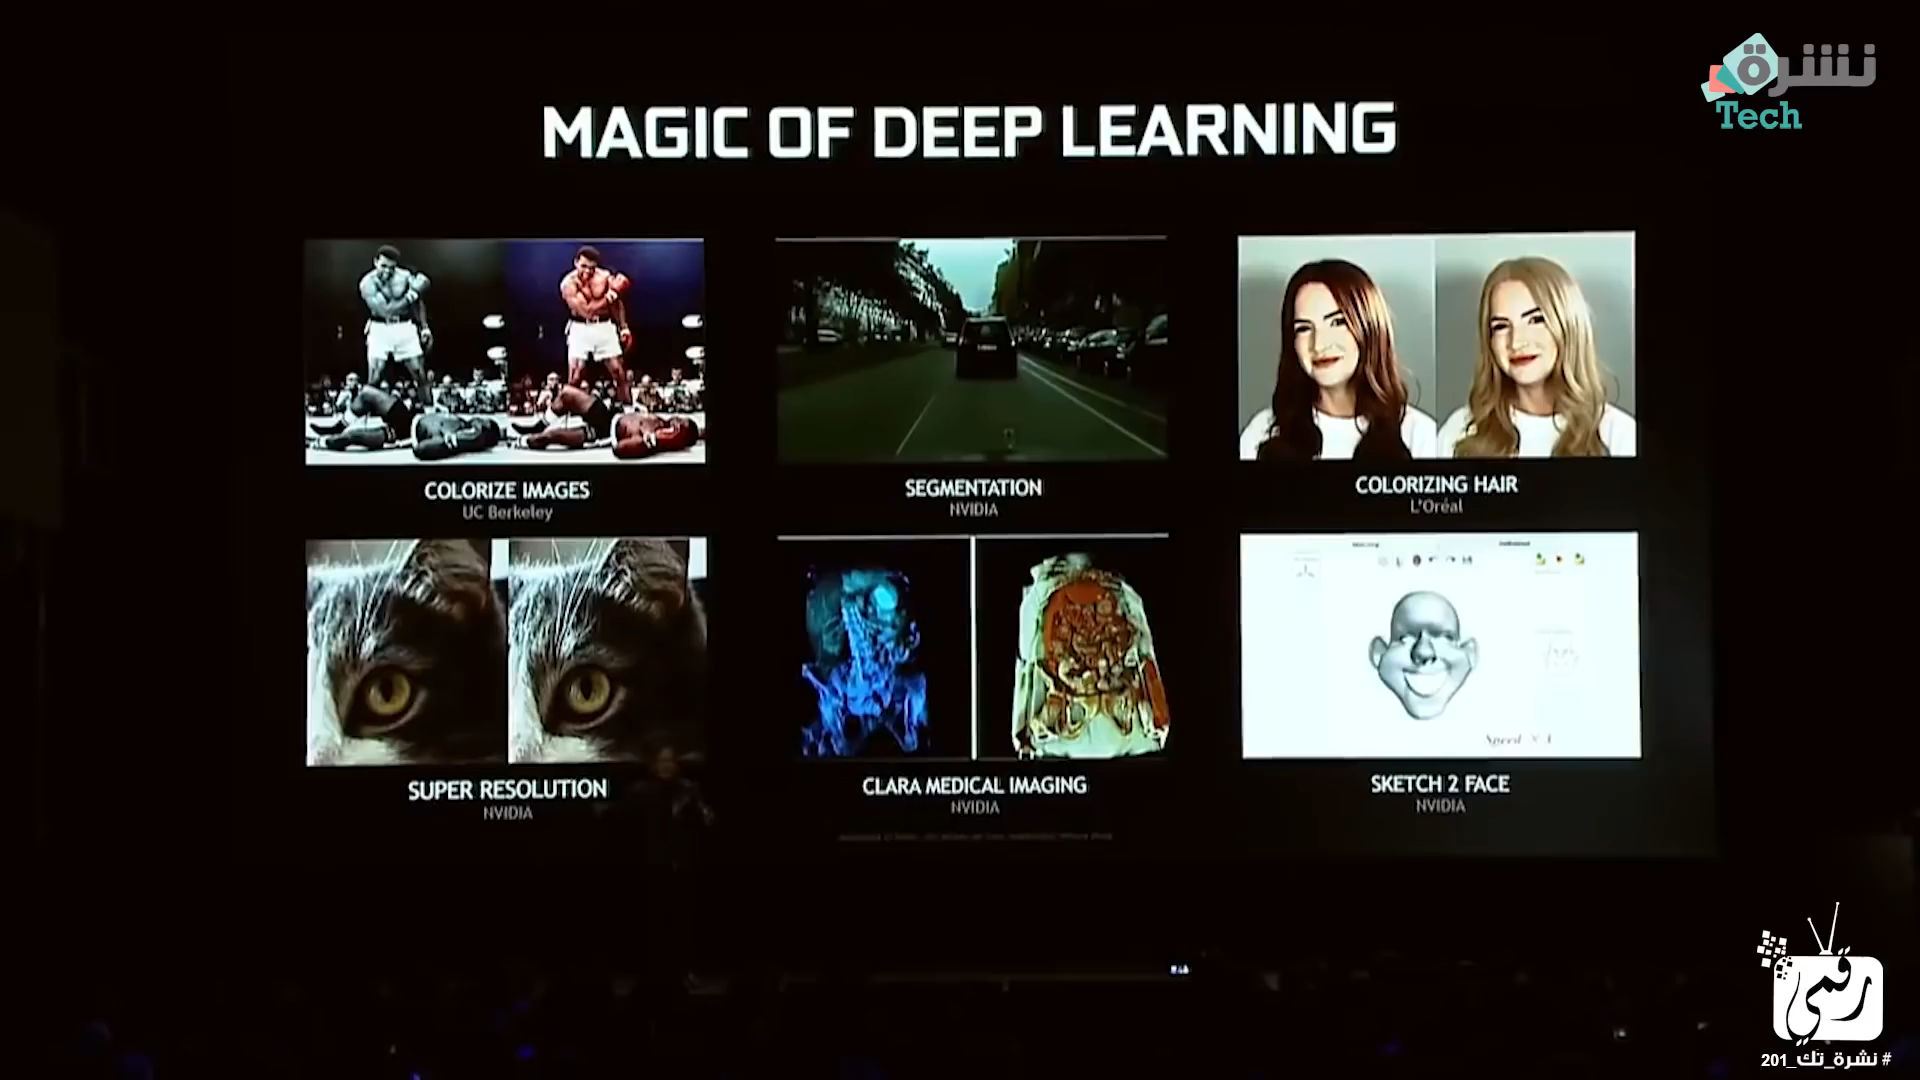 نشرة
Tech
MAGIC OF DEEP LEARNING
COLORIZE IMAGES
UC Berkeley
SEGMENTATION
NVIDIA
COLORIZING HAIR
L'Oréal
SUPER RESOLUTION
NVIDIA
CLARA MEDICAL IMAGING
NVIDIA
SKETCH 2 FACE
NVIDIA
رقمي
# نشرة_تك_201